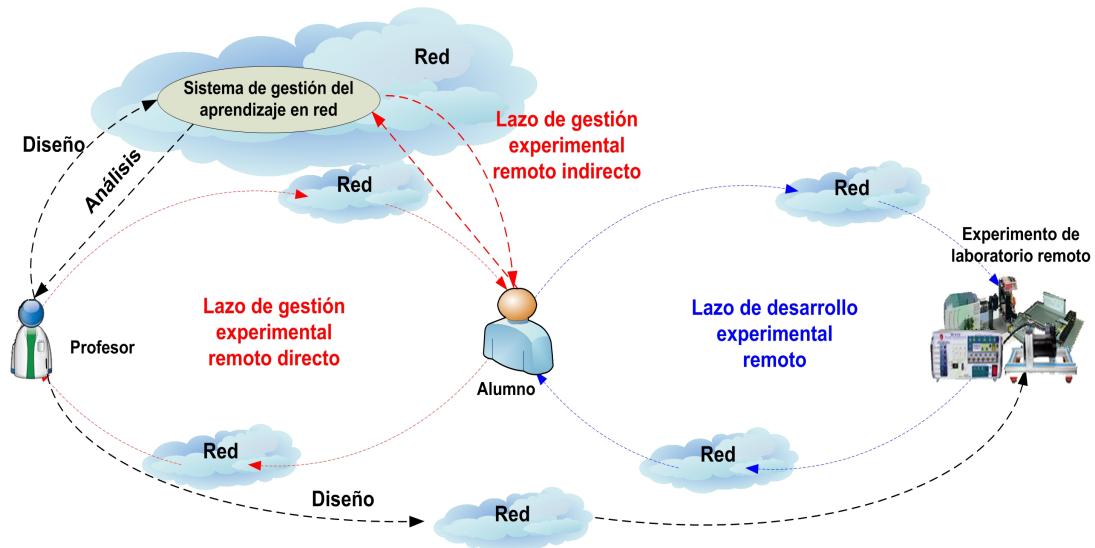 Red
Sistema de gestión del
aprendizaje en red
Diseño
Análisis
Lazo de gestión
experimental
remoto indirecto
Red
Red
Experimento de
laboratorio remoto
Lazo de gestión
experimental
remoto directo
Lazo de desarrollo
experimental
remoto
Profesor
Alumno
Red
Red
Diseño
Red